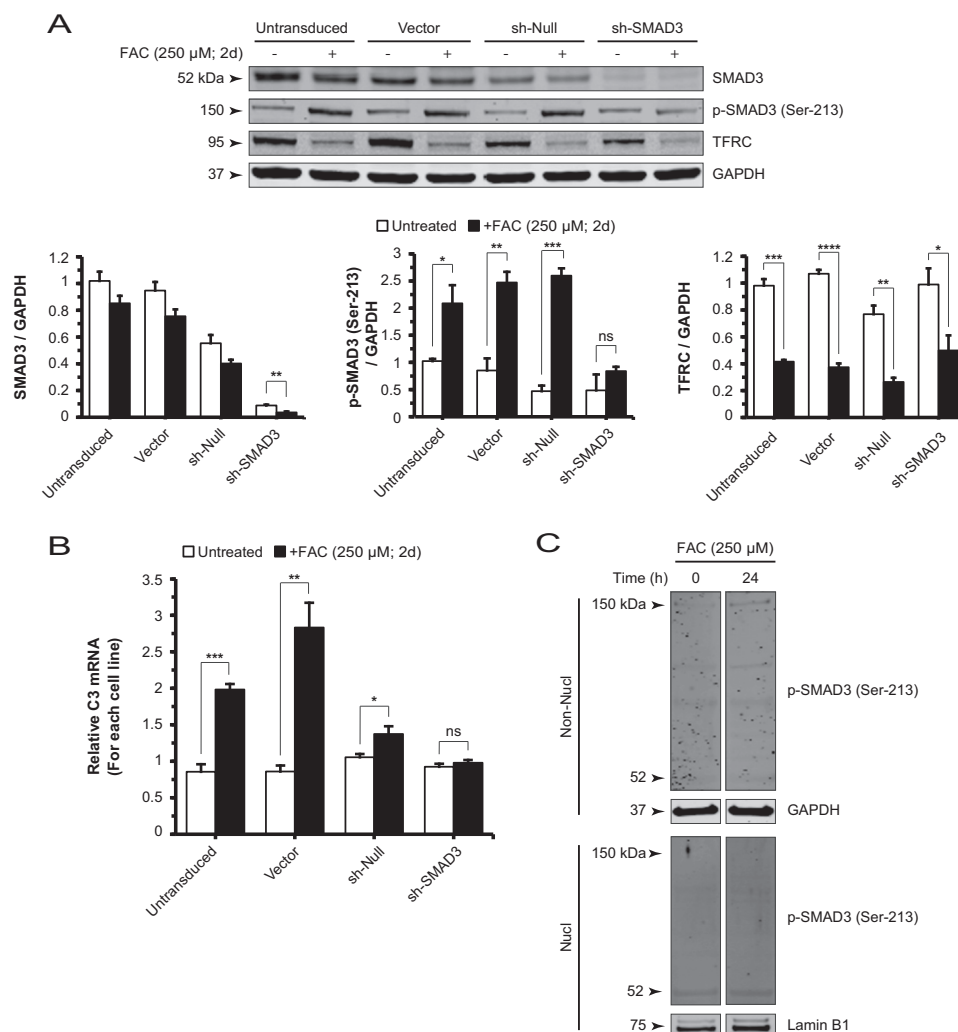 A
Untransduced Vector sh-Null sh-SMAD3
FAC (250 µM; 2d) - + - + - + - +
52 kDa SMAD3
150 p-SMAD3 (Ser-213)
95 TFRC
37 GAPDH
Untreated +FAC (250 µM; 2d)
SMAD3 / GAPDH
1.2
1
0.8
0.6
0.4
0.2
0
**
Untransduced
Vector
sh-Null
sh-SMAD3
p-SMAD3 (Ser-213)
/ GAPDH
3
2.5
2
1.5
1
0.5
0
*
**
***
ns
Untransduced
Vector
sh-Null
sh-SMAD3
TFRC / GAPDH
1.2
1
0.8
0.6
0.4
0.2
0
***
****
**
*
Untransduced
Vector
sh-Null
sh-SMAD3
B
Untreated +FAC (250 µM; 2d)
Relative C3 mRNA
(For each cell line)
3.5
3
2.5
2
1.5
1
0.5
0
***
**
*
ns
Untransduced
Vector
sh-Null
sh-SMAD3
C
FAC (250 µM)
Time (h) 0 24
Non-Nucl
150 kDa
p-SMAD3 (Ser-213)
52
37 GAPDH
Nucl
150 kDa
p-SMAD3 (Ser-213)
52
75 Lamin B1